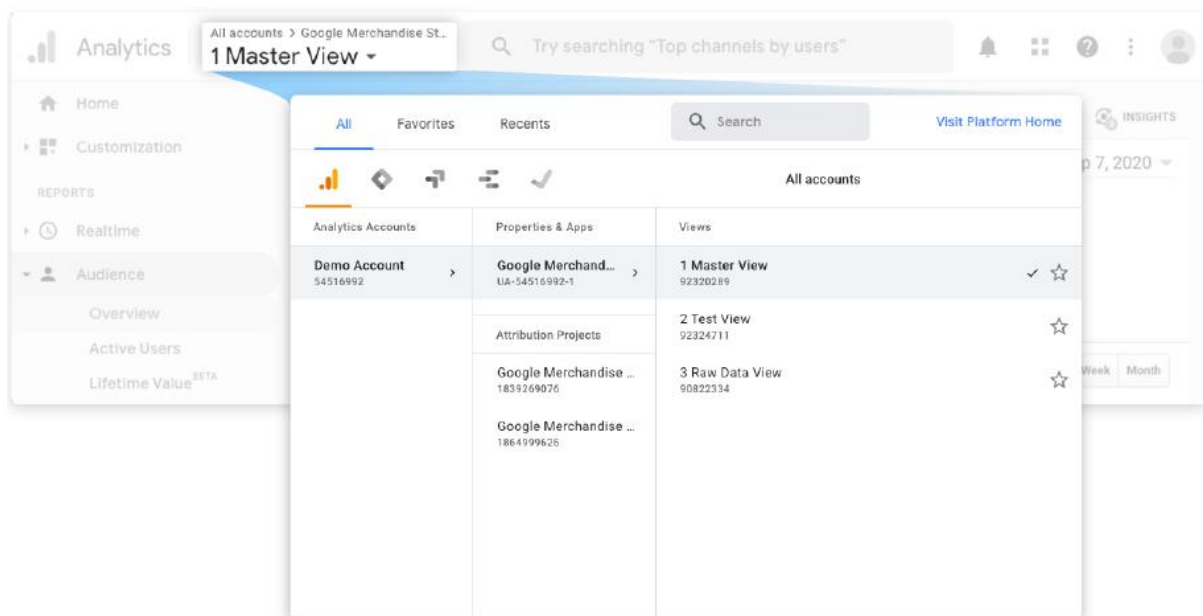 Analytics
All accounts > Google Merchandise St..
1 Master View
Try searching "Top channels by users"
Home
Customization
REPORTS
Realtime
Audience
Overview
Active Users
Lifetime Value BETA
INSIGHTS
p 7, 2020
Week Month
All Favorites Recents Search Visit Platform Home
All accounts
Analytics Accounts
Demo Account
54516992
Properties & Apps
Google Merchand...
UA-54516992-1
Attribution Projects
Google Merchandise ...
1839269076
Google Merchandise ...
1864999626
Views
1 Master View
92320289
2 Test View
92324711
3 Raw Data View
90822334